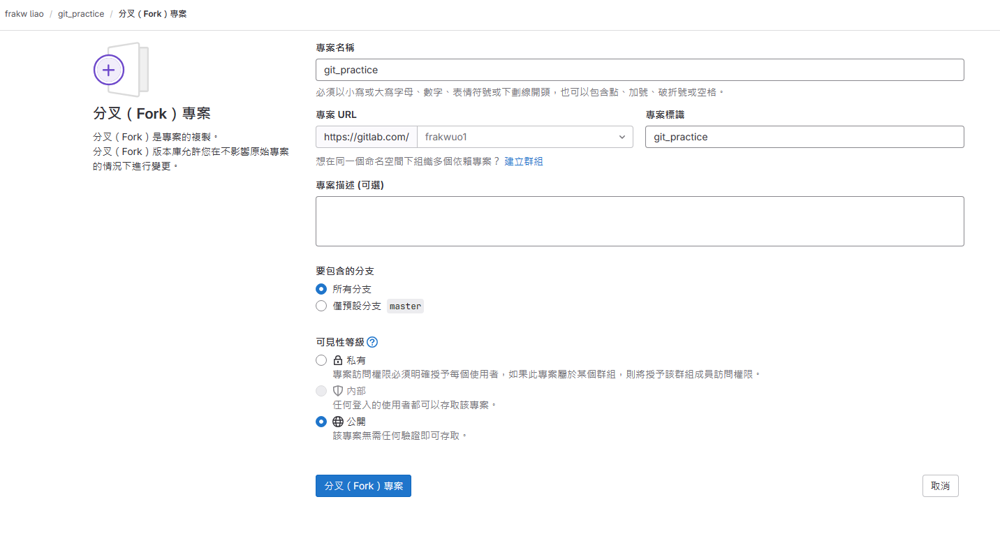 frakw liao / git_practice / 分叉 ( Fork ) 專案
分叉 ( Fork ) 專案
分叉 ( Fork ) 是專案的複製。
分叉 ( Fork ) 版本庫允許您在不影響原始專案
的情況下進行變更。
專案名稱
git_practice
必須以小寫或大寫字母、數字、表情符號或下劃線開頭，也可以包含點、加號、破折號或空格。
專案 URL
https://gitlab.com/ frakwuo1
專案標識
git_practice
想在同一個命名空間下組織多個依賴專案？ 建立群組
專案描述 (可選)
要包含的分支
所有分支
僅預設分支 master
可見性等級 ?
私有
專案訪問權限必須明確授予每個使用者，如果此專案屬於某個群組，則將授予該群組成員訪問權限。
內部
任何登入的使用者都可以存取該專案。
公開
該專案無需任何驗證即可存取。
分叉 ( Fork ) 專案
取消